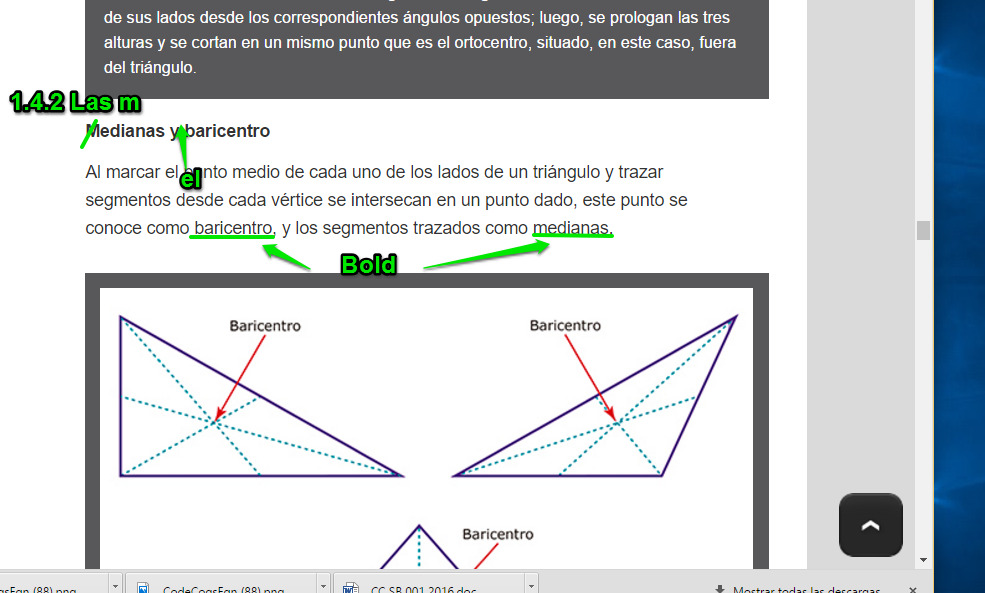 de sus lados desde los correspondientes ángulos opuestos; luego, se prologan las tres
alturas y se cortan en un mismo punto que es el ortocentro, situado, en este caso, fuera
del triángulo.
1.4.2 Las m
Medianas y baricentro
el
Al marcar el punto medio de cada uno de los lados de un triángulo y trazar
segmentos desde cada vértice se intersecan en un punto dado, este punto se
conoce como baricentro, y los segmentos trazados como medianas.
Bold
Baricentro
Baricentro
Baricentro
(88).png
CodeCogsEqn (88).png
CC SB 001 2016.doc
Mostrar todas las descargas